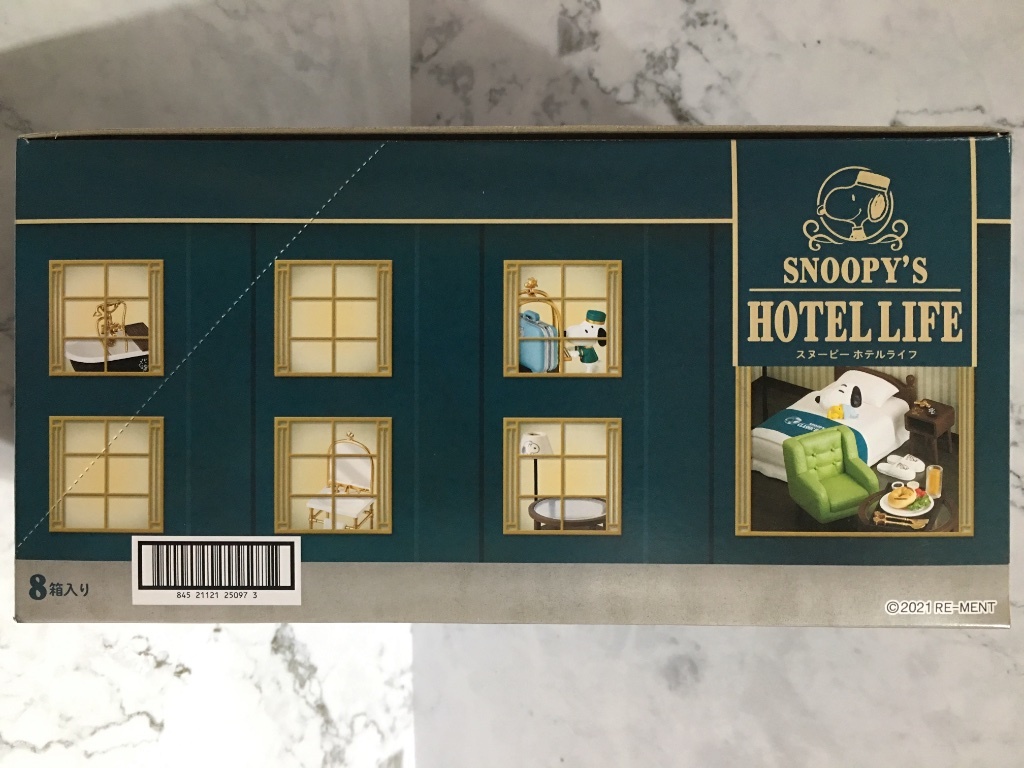 SNOOPY'S
HOTEL LIFE
スヌーピー ホテルライフ
8箱入り
845 21121 25097 3
©2021 RE-MENT